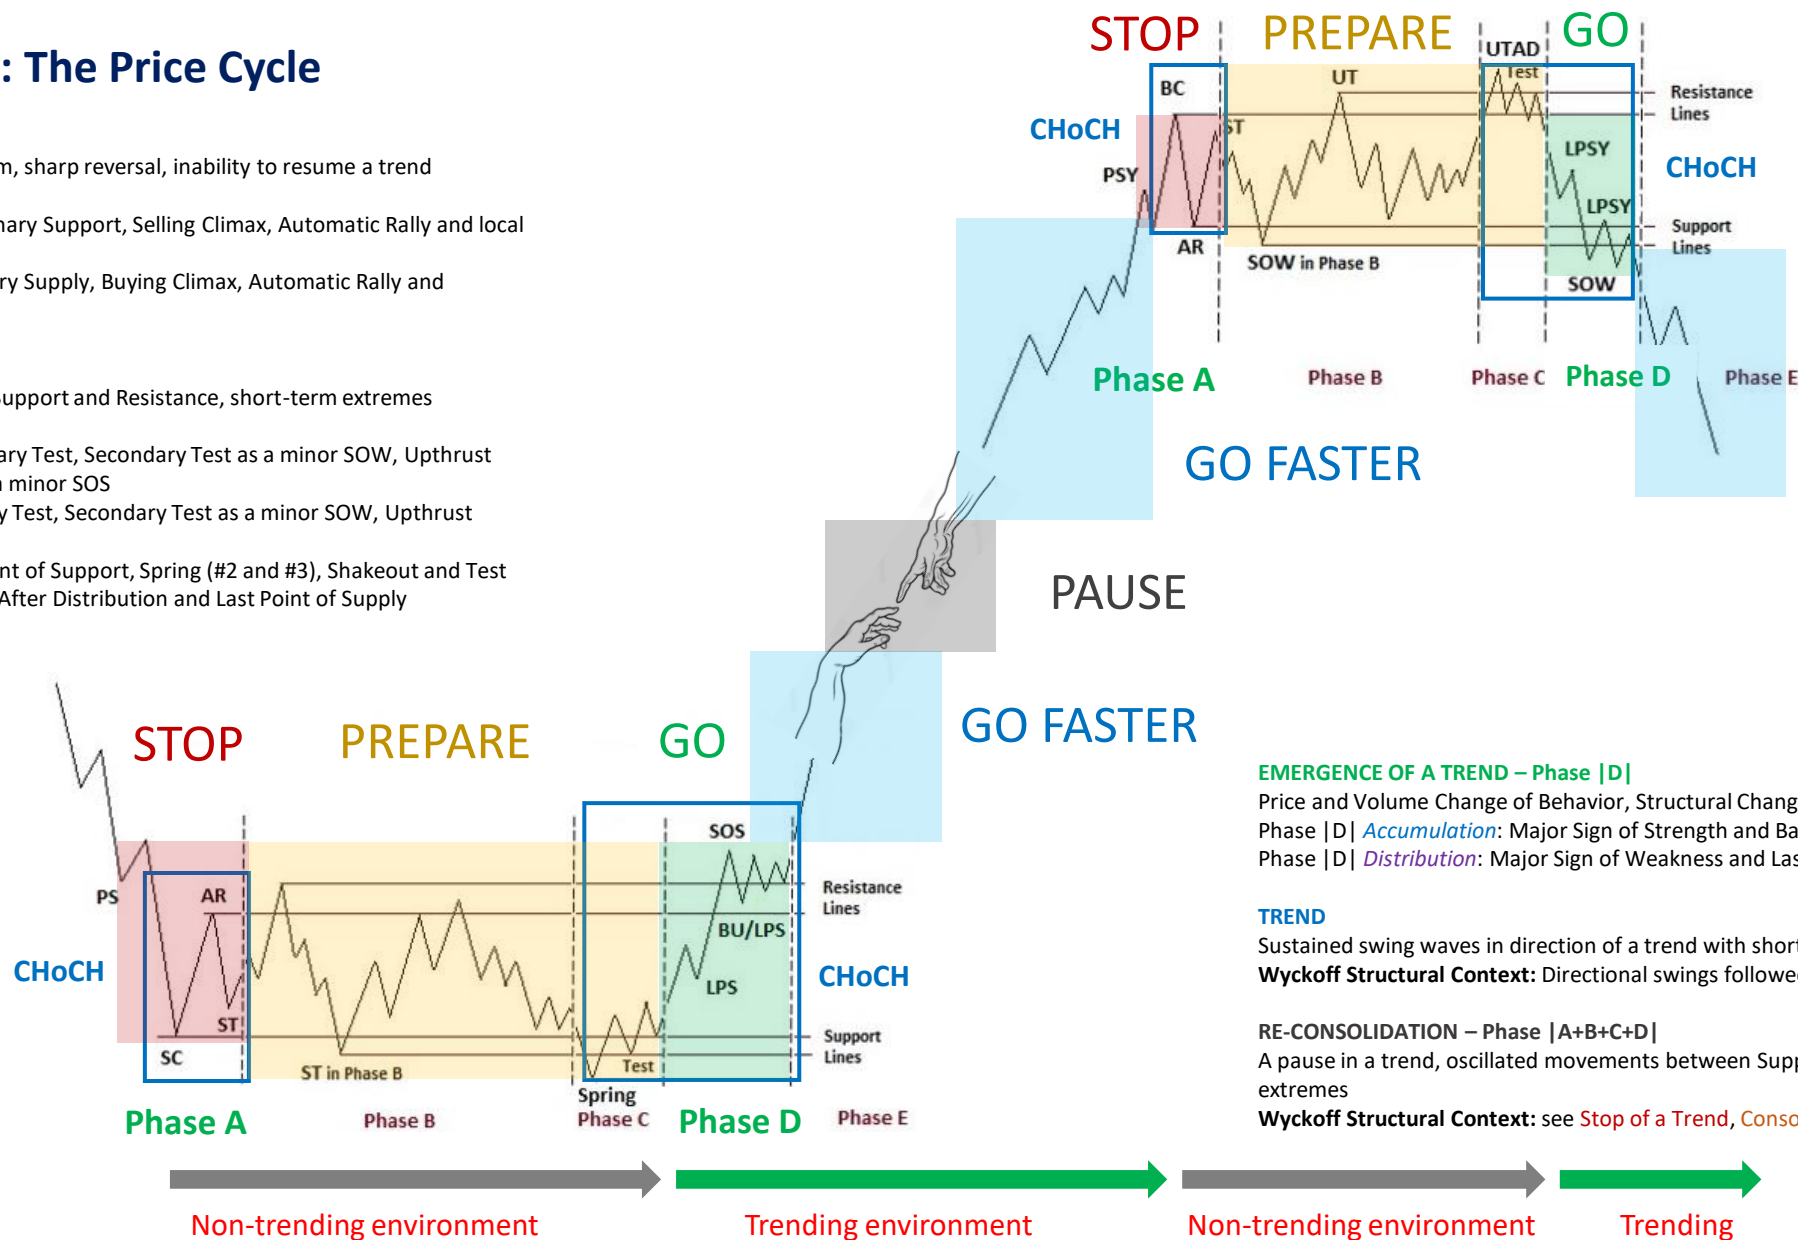 : The Price Cycle
m, sharp reversal, inability to resume a trend
nary Support, Selling Climax, Automatic Rally and local
ry Supply, Buying Climax, Automatic Rally and
Support and Resistance, short-term extremes
ary Test, Secondary Test as a minor SOW, Upthrust
a minor SOS
y Test, Secondary Test as a minor SOW, Upthrust
nt of Support, Spring (#2 and #3), Shakeout and Test
After Distribution and Last Point of Supply
STOP
PREPARE
GO
UTAD
Test
UT
BC
Resistance
Lines
CHoCH
ST
LPSY
CHoCH
PSY
LPSY
Support
Lines
AR
SOW in Phase B
SOW
Phase A
Phase B
Phase C
Phase D
Phase E
GO FASTER
PAUSE
GO FASTER
STOP
PREPARE
GO
SOS
PS
AR
Resistance
Lines
BU/LPS
CHoCH
CHoCH
LPS
ST
SC
Support
Lines
ST in Phase B
Test
Spring
Phase A
Phase B
Phase C
Phase D
Phase E
EMERGENCE OF A TREND – Phase |D|
Price and Volume Change of Behavior, Structural Chang
Phase |D| Accumulation: Major Sign of Strength and Ba
Phase |D| Distribution: Major Sign of Weakness and Las
TREND
Sustained swing waves in direction of a trend with short
Wyckoff Structural Context: Directional swings followe
RE-CONSOLIDATION – Phase |A+B+C+D|
A pause in a trend, oscillated movements between Supp
extremes
Wyckoff Structural Context: see Stop of a Trend, Conso
Non-trending environment
Trending environment
Non-trending environment
Trending